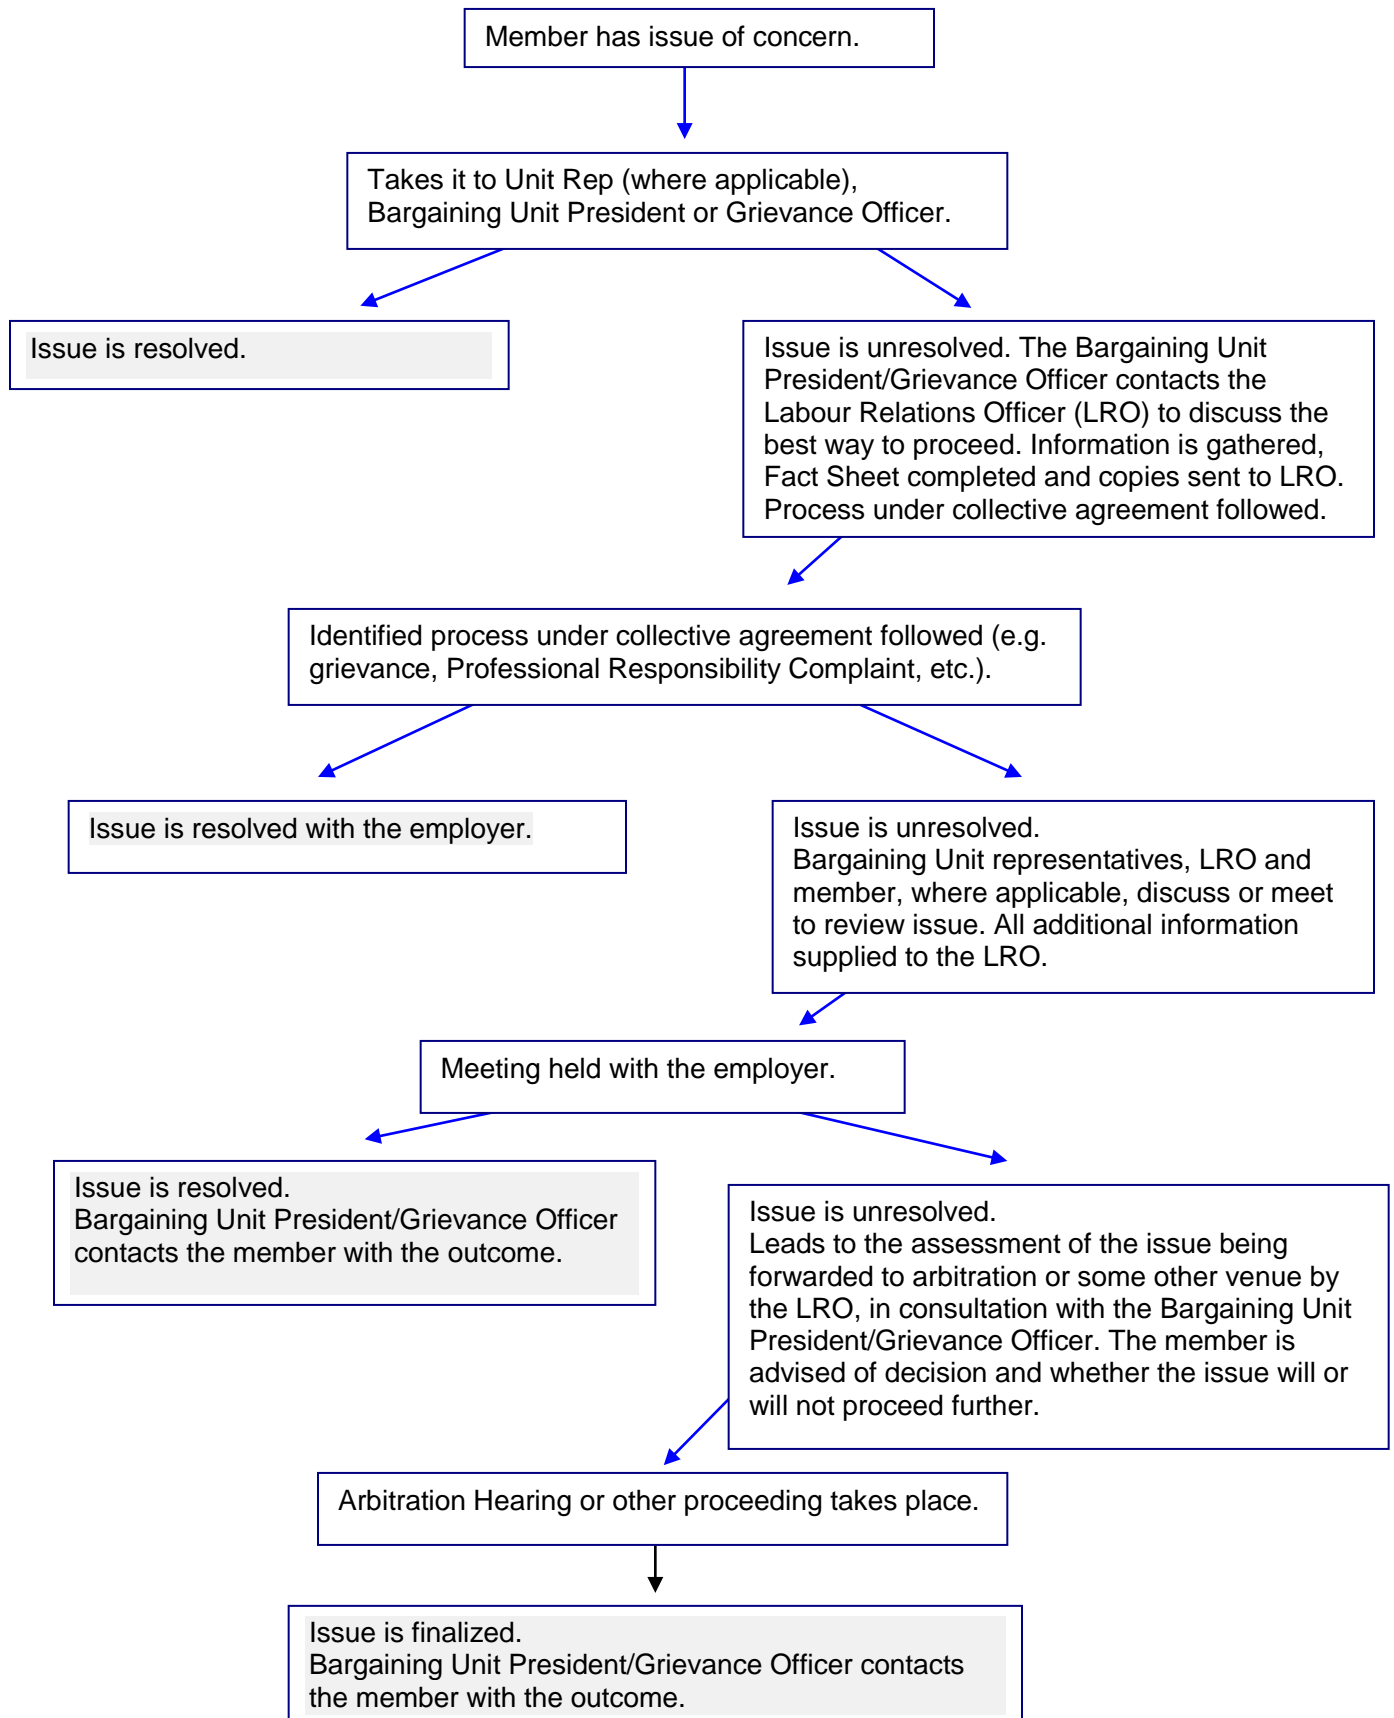 Member has issue of concern.
Takes it to Unit Rep (where applicable),
Bargaining Unit President or Grievance Officer.
Issue is resolved.
Issue is unresolved. The Bargaining Unit
President/Grievance Officer contacts the
Labour Relations Officer (LRO) to discuss the
best way to proceed. Information is gathered,
Fact Sheet completed and copies sent to LRO.
Process under collective agreement followed.
Identified process under collective agreement followed (e.g.
grievance, Professional Responsibility Complaint, etc.).
Issue is resolved with the employer.
Issue is unresolved.
Bargaining Unit representatives, LRO and
member, where applicable, discuss or meet
to review issue. All additional information
supplied to the LRO.
Meeting held with the employer.
Issue is resolved.
Bargaining Unit President/Grievance Officer
contacts the member with the outcome.
Issue is unresolved.
Leads to the assessment of the issue being
forwarded to arbitration or some other venue by
the LRO, in consultation with the Bargaining Unit
President/Grievance Officer. The member is
advised of decision and whether the issue will or
will not proceed further.
Arbitration Hearing or other proceeding takes place.
Issue is finalized.
Bargaining Unit President/Grievance Officer contacts
the member with the outcome.